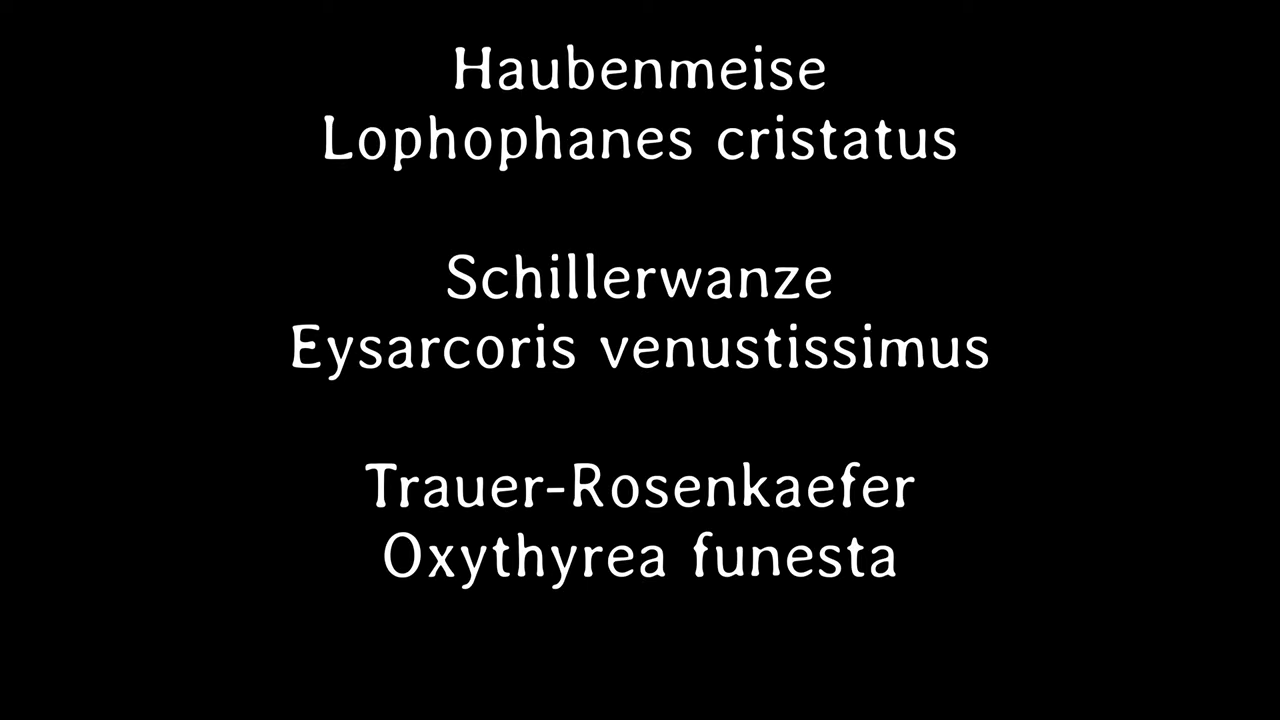 Haubenmeise
Lophophanes cristatus
Schillerwanze
Eysarcoris venustissimus
Trauer-Rosenkaefer
Oxythyrea funesta